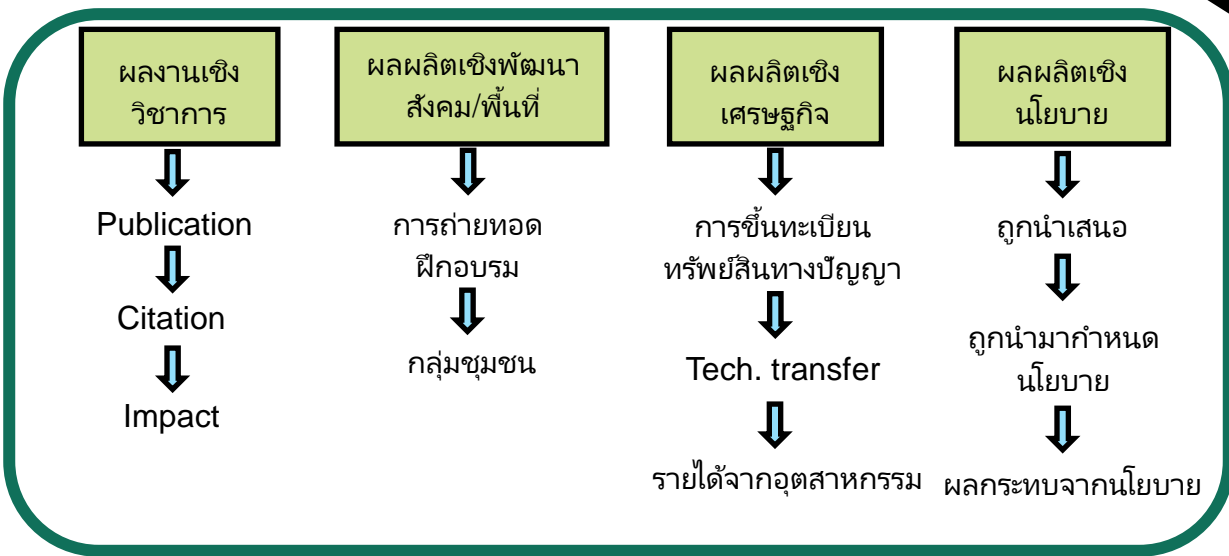 ผลงานเชิง
วิชาการ
Publication
Citation
Impact
ผลผลิตเชิงพัฒนา
สังคม/พื้นที่
การถ่ายทอด
ฝึกอบรม
กลุ่มชุมชน
ผลผลิตเชิง
เศรษฐกิจ
การขึ้นทะเบียน
ทรัพย์สินทางปัญญา
Tech. transfer
รายได้จากอุตสาหกรรม
ผลผลิตเชิง
นโยบาย
ถูกนำเสนอ
ถูกนำมากำหนด
นโยบาย
ผลกระทบจากนโยบาย